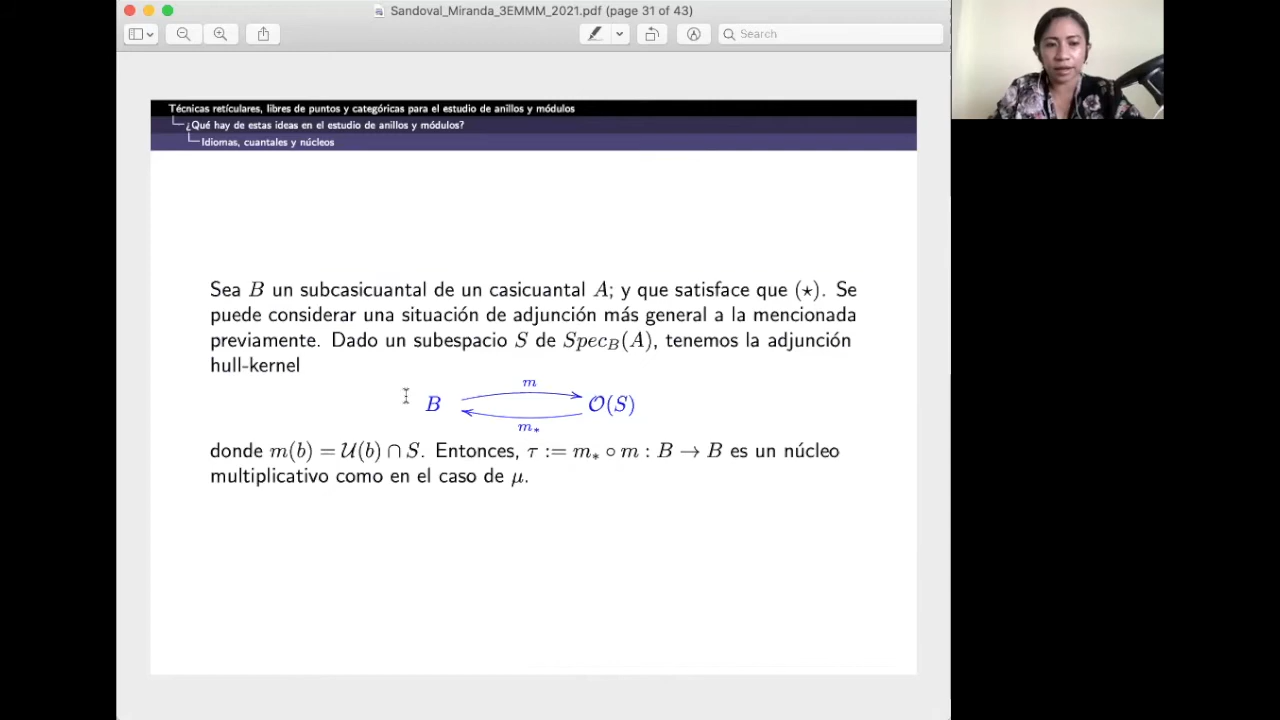 Sandoval_Miranda_3EMMM_2021.pdf (page 31 of 43)
Search
Técnicas retículares, libres de puntos y categóricas para el estudio de anillos y módulos
¿Qué hay de estas ideas en el estudio de anillos y módulos?
Idiomas, cuantales y núcleos
Sea B un subcasicuantal de un casicuantal A; y que satisface que (⋆). Se
puede considerar una situación de adjunción más general a la mencionada
previamente. Dado un subespacio S de Spec_B(A), tenemos la adjunción
hull-kernel
m
B 𝒪(S)
m_*
donde m(b) = 𝒰(b) ∩ S. Entonces, τ := m_* ∘ m : B → B es un núcleo
multiplicativo como en el caso de μ.